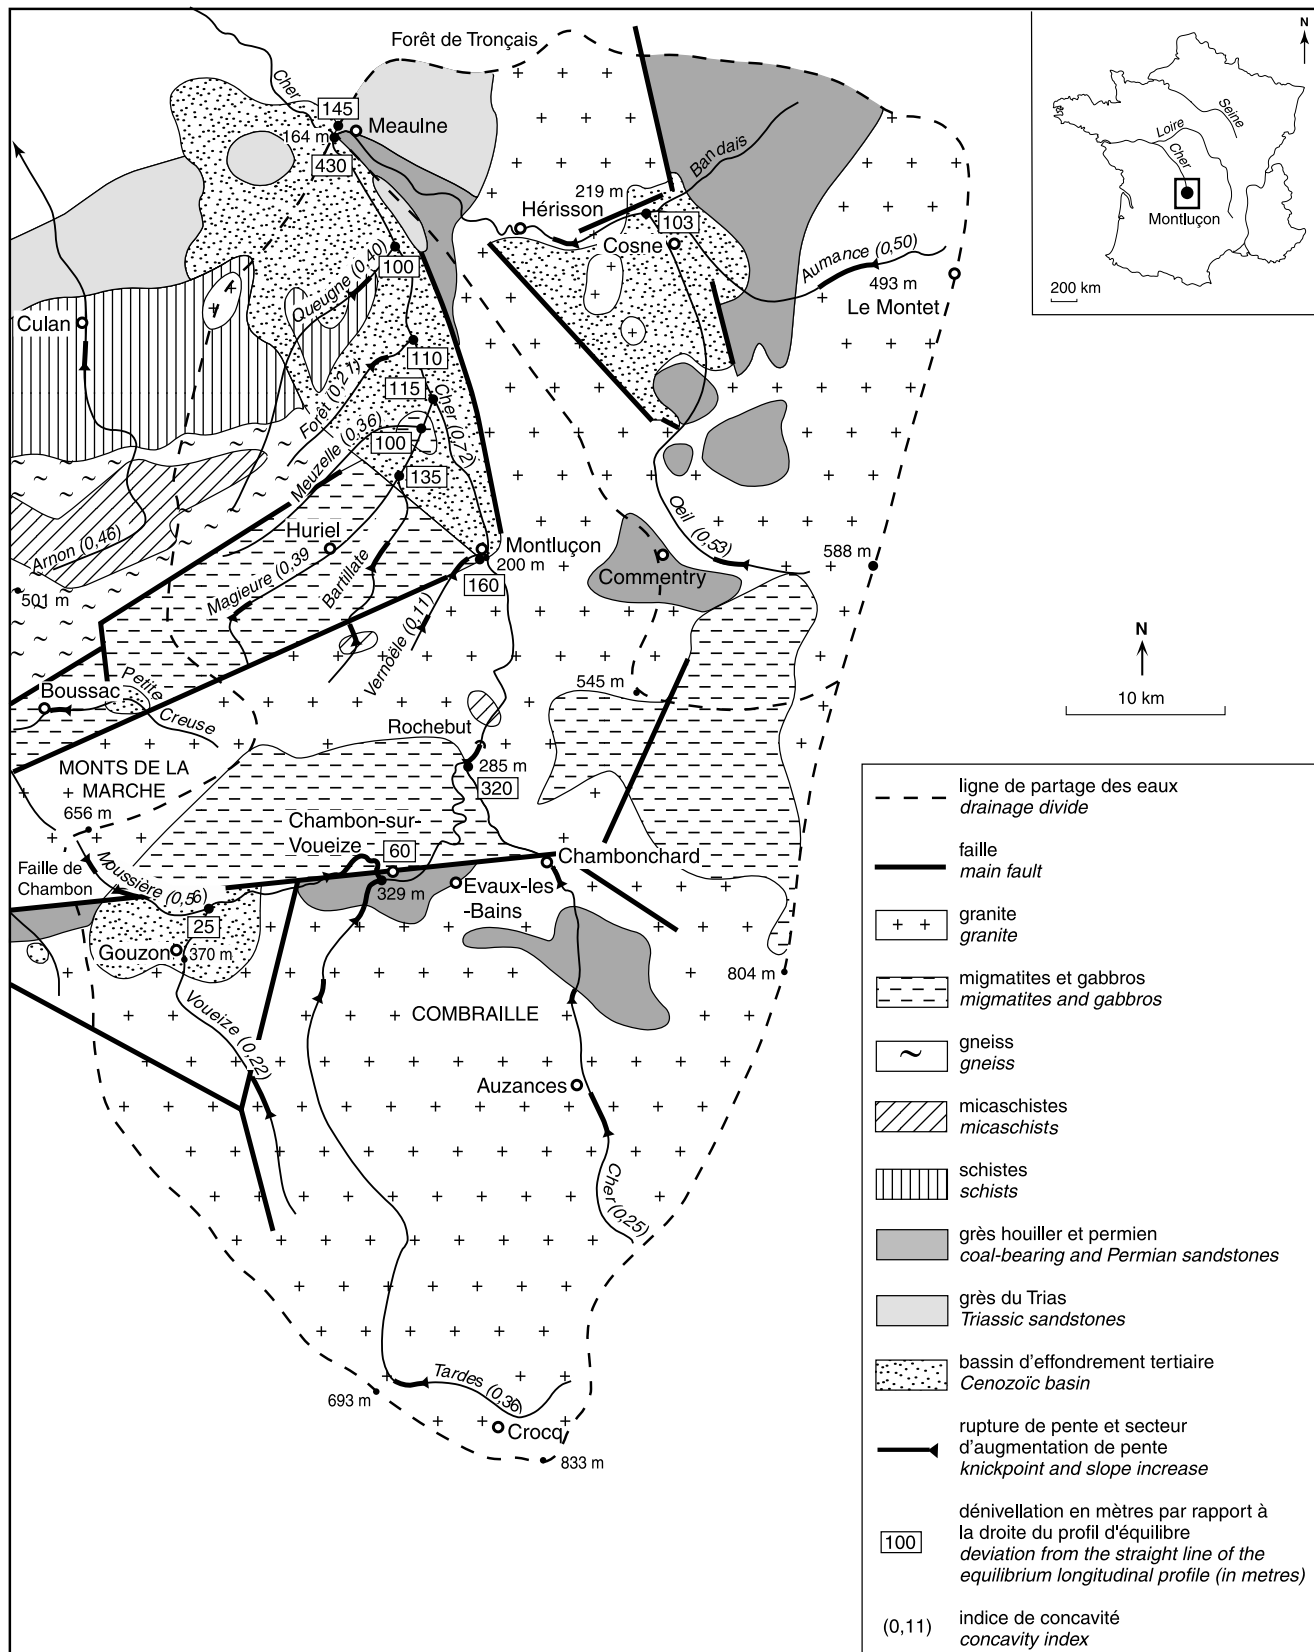 Forêt de Tronçais
Cher
145
Meaulne
164 m
430
Bandais
219 m
Hérisson
103
Cosne
Aumance (0,50)
493 m
Le Montet
Queugne (0,40)
100
Culan
110
Forêt (0,21)
115
Cher (0,72)
Meuzelle (0,36)
100
135
Huriel
Montluçon
200 m
160
Oeil (0,53)
588 m
Commentry
Arnon (0,46)
501 m
Magieure (0,39
Bartillate
Vernoële (0,11)
Boussac
Petite
Creuse
545 m
Rochebut
285 m
320
MONTS DE LA
MARCHE
656 m
Chambon-sur-
Voueize
60
Chambonchard
Faille de
Chambon
Moussière (0,56)
329 m
Evaux-les
-Bains
25
Gouzon
370 m
804 m
Voueize (0,22)
COMBRAILLE
Auzances
Cher (0,25)
Tardes (0,36)
693 m
Crocq
833 m
N
Seine
Loire
Cher
Montluçon
200 km
N
10 km
ligne de partage des eaux
drainage divide
faille
main fault
granite
granite
migmatites et gabbros
migmatites and gabbros
gneiss
gneiss
micaschistes
micaschists
schistes
schists
grès houiller et permien
coal-bearing and Permian sandstones
grès du Trias
Triassic sandstones
bassin d'effondrement tertiaire
Cenozoïc basin
rupture de pente et secteur
d'augmentation de pente
knickpoint and slope increase
100
dénivellation en mètres par rapport à
la droite du profil d'équilibre
deviation from the straight line of the
equilibrium longitudinal profile (in metres)
(0,11)
indice de concavité
concavity index